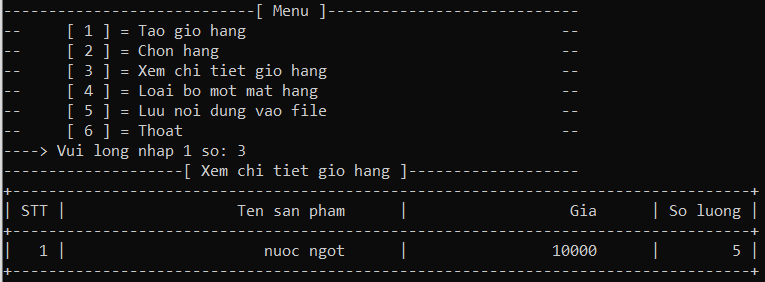 ----------------------------[ Menu ]----------------------------
--     [ 1 ] = Tao gio hang                                   --
--     [ 2 ] = Chon hang                                      --
--     [ 3 ] = Xem chi tiet gio hang                          --
--     [ 4 ] = Loai bo mot mat hang                           --
--     [ 5 ] = Luu noi dung vao file                          --
--     [ 6 ] = Thoat                                          --
----> Vui long nhap 1 so: 3
--------------------[ Xem chi tiet gio hang ]-------------------
+----------------------------------------------------------------------------------+
| STT |                   Ten san pham      |                  Gia      | So luong |
+----------------------------------------------------------------------------------+
|   1 |                      nuoc ngot      |                10000      |        5 |
+----------------------------------------------------------------------------------+